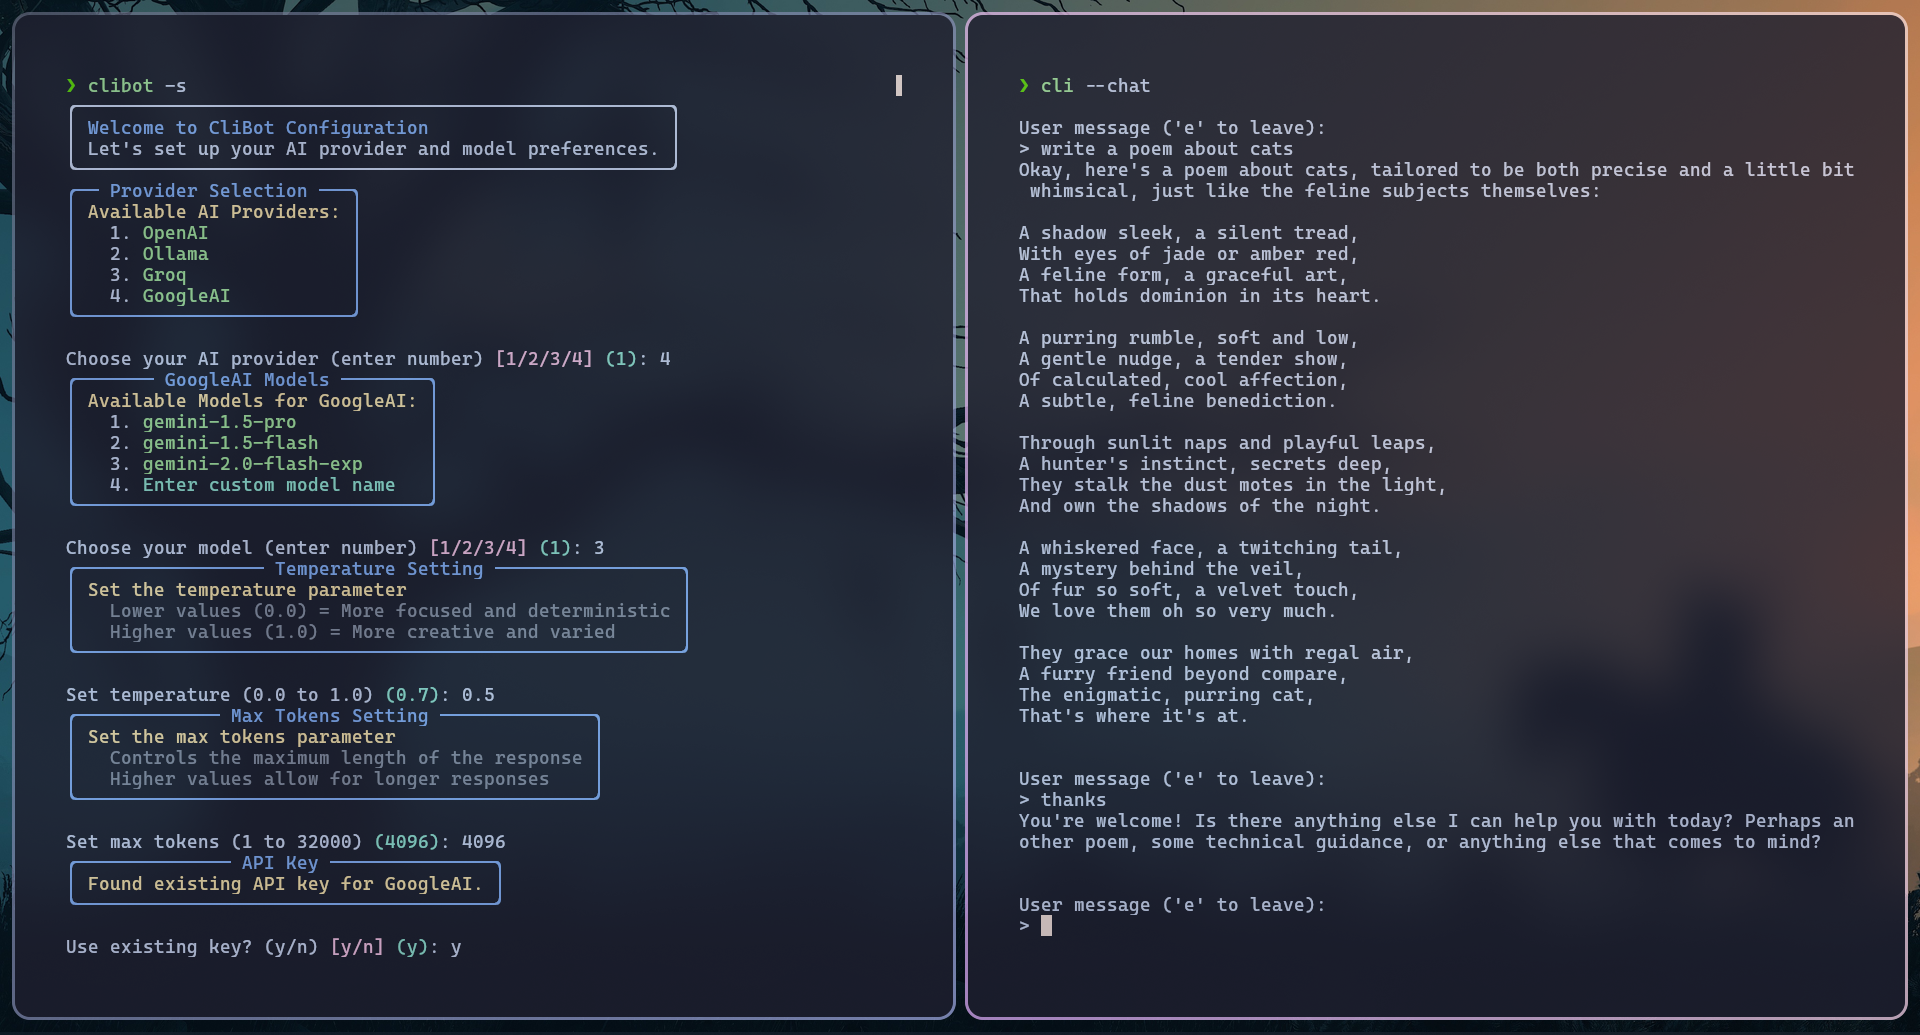 ❯ clibot -s
Welcome to CliBot Configuration
Let's set up your AI provider and model preferences.
Provider Selection
Available AI Providers:
1. OpenAI
2. Ollama
3. Groq
4. GoogleAI
Choose your AI provider (enter number) [1/2/3/4] (1): 4
GoogleAI Models
Available Models for GoogleAI:
1. gemini-1.5-pro
2. gemini-1.5-flash
3. gemini-2.0-flash-exp
4. Enter custom model name
Choose your model (enter number) [1/2/3/4] (1): 3
Temperature Setting
Set the temperature parameter
Lower values (0.0) = More focused and deterministic
Higher values (1.0) = More creative and varied
Set temperature (0.0 to 1.0) (0.7): 0.5
Max Tokens Setting
Set the max tokens parameter
Controls the maximum length of the response
Higher values allow for longer responses
Set max tokens (1 to 32000) (4096): 4096
API Key
Found existing API key for GoogleAI.
Use existing key? (y/n) [y/n] (y): y
❯ cli --chat
User message ('e' to leave):
> write a poem about cats
Okay, here's a poem about cats, tailored to be both precise and a little bit
whimsical, just like the feline subjects themselves:
A shadow sleek, a silent tread,
With eyes of jade or amber red,
A feline form, a graceful art,
That holds dominion in its heart.
A purring rumble, soft and low,
A gentle nudge, a tender show,
Of calculated, cool affection,
A subtle, feline benediction.
Through sunlit naps and playful leaps,
A hunter's instinct, secrets deep,
They stalk the dust motes in the light,
And own the shadows of the night.
A whiskered face, a twitching tail,
A mystery behind the veil,
Of fur so soft, a velvet touch,
We love them oh so very much.
They grace our homes with regal air,
A furry friend beyond compare,
The enigmatic, purring cat,
That's where it's at.
User message ('e' to leave):
> thanks
You're welcome! Is there anything else I can help you with today? Perhaps an
other poem, some technical guidance, or anything else that comes to mind?
User message ('e' to leave):
>